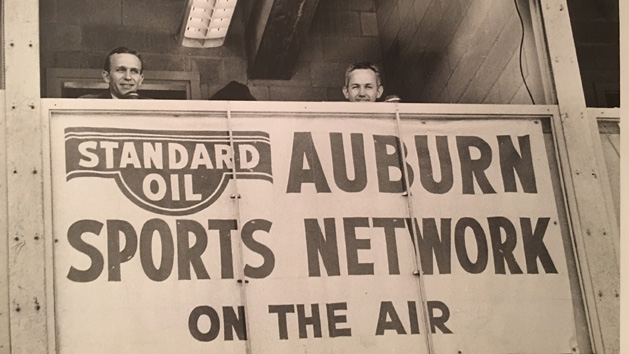 STANDARD
OIL
AUBURN
SPORTS NETWORK
ON THE AIR